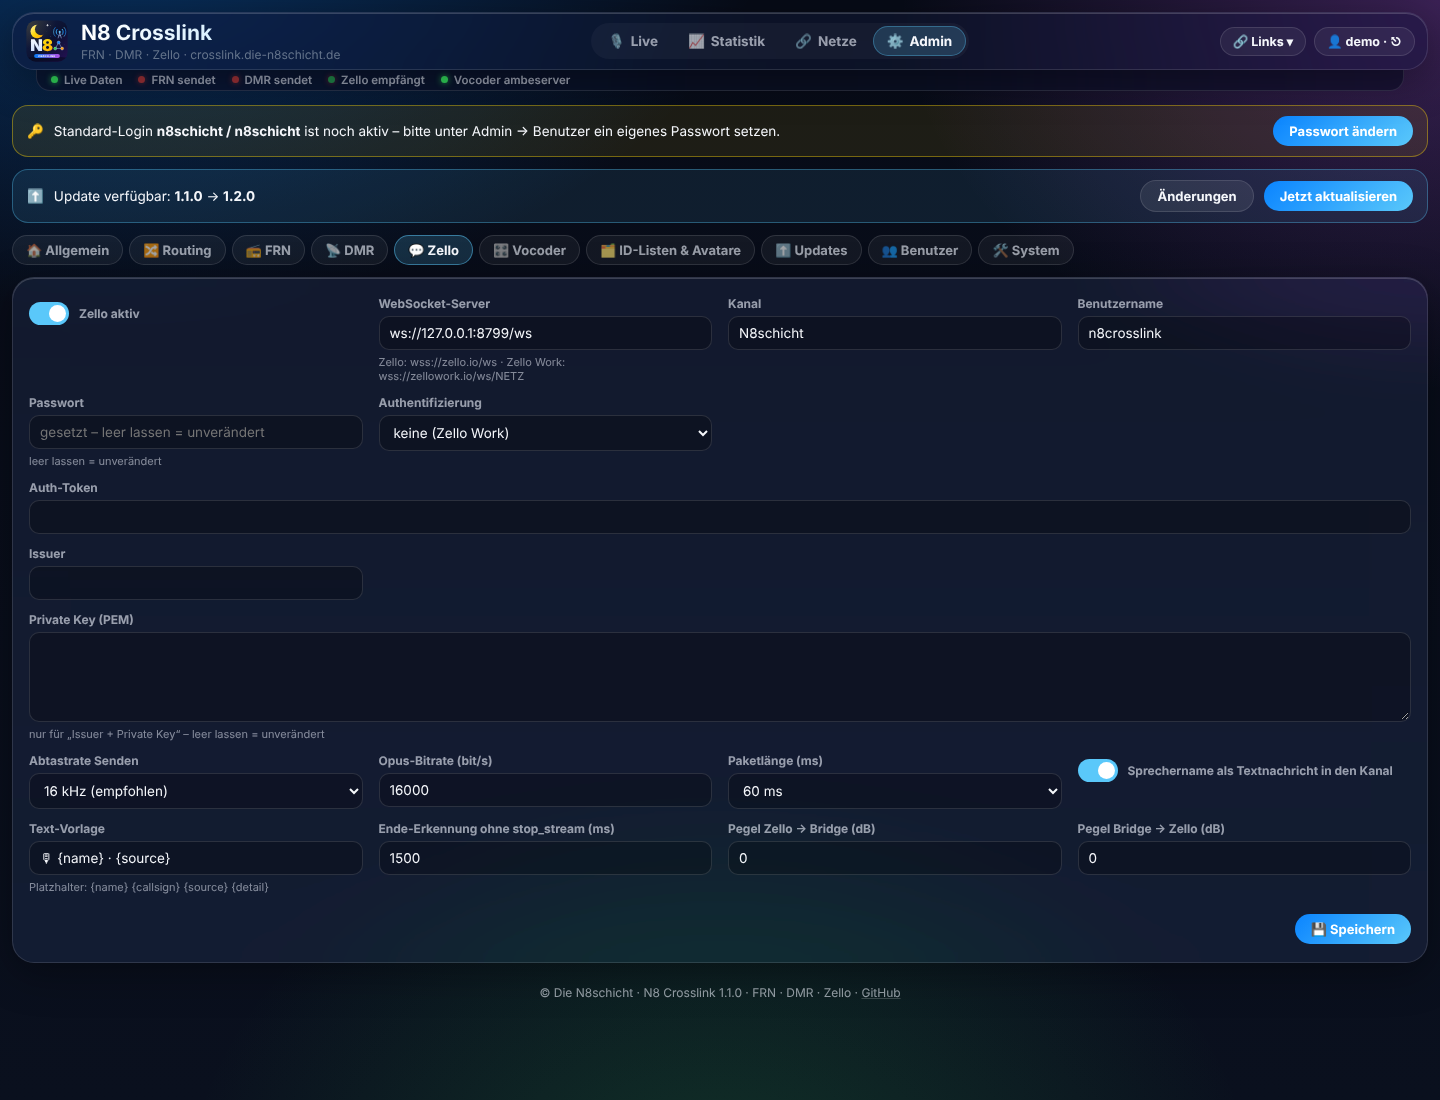 N8 Crosslink
FRN · DMR · Zello · crosslink.die-n8schicht.de
🎙️ Live
📈 Statistik
🔗 Netze
⚙️ Admin
🔗 Links ▾
👤 demo · ⎋
Live Daten
FRN sendet
DMR sendet
Zello empfängt
Vocoder ambeserver
🔑 Standard-Login n8schicht / n8schicht ist noch aktiv – bitte unter Admin → Benutzer ein eigenes Passwort setzen.
Passwort ändern
⬆️ Update verfügbar: 1.1.0 → 1.2.0
Änderungen
Jetzt aktualisieren
🏠 Allgemein
🔀 Routing
📻 FRN
📡 DMR
💬 Zello
🎛️ Vocoder
🗂️ ID-Listen & Avatare
⬆️ Updates
👥 Benutzer
🛠️ System
Zello aktiv
WebSocket-Server
ws://127.0.0.1:8799/ws
Zello: wss://zello.io/ws · Zello Work:
wss://zellowork.io/ws/NETZ
Kanal
N8schicht
Benutzername
n8crosslink
Passwort
gesetzt – leer lassen = unverändert
leer lassen = unverändert
Authentifizierung
keine (Zello Work)
Auth-Token
Issuer
Private Key (PEM)
nur für „Issuer + Private Key“ – leer lassen = unverändert
Abtastrate Senden
16 kHz (empfohlen)
Opus-Bitrate (bit/s)
16000
Paketlänge (ms)
60 ms
Sprechername als Textnachricht in den Kanal
Text-Vorlage
🎙 {name} · {source}
Platzhalter: {name} {callsign} {source} {detail}
Ende-Erkennung ohne stop_stream (ms)
1500
Pegel Zello → Bridge (dB)
0
Pegel Bridge → Zello (dB)
0
💾 Speichern
© Die N8schicht · N8 Crosslink 1.1.0 · FRN · DMR · Zello · GitHub